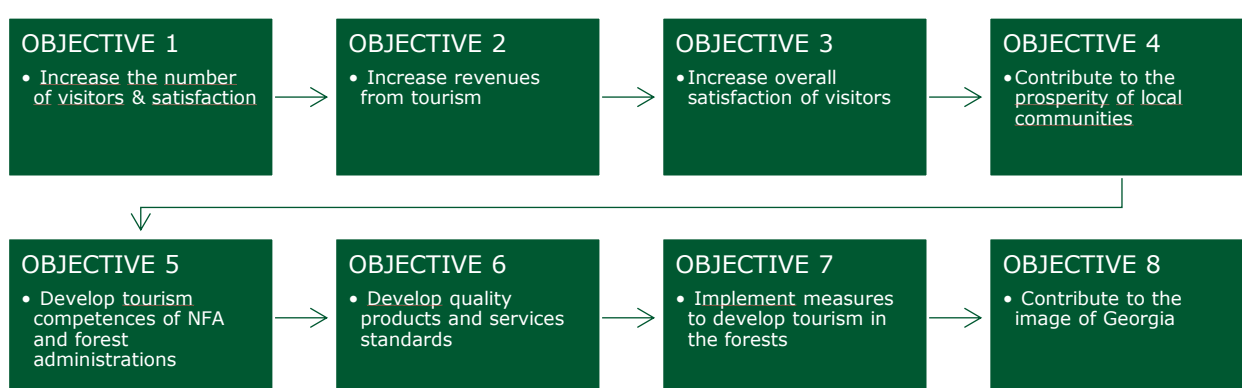 OBJECTIVE 1
• Increase the number
of visitors & satisfaction
OBJECTIVE 2
• Increase revenues
from tourism
OBJECTIVE 3
• Increase overall
satisfaction of visitors
OBJECTIVE 4
• Contribute to the
prosperity of local
communities
OBJECTIVE 5
• Develop tourism
competences of NFA
and forest
administrations
OBJECTIVE 6
• Develop quality
products and services
standards
OBJECTIVE 7
• Implement measures
to develop tourism in
the forests
OBJECTIVE 8
• Contribute to the
image of Georgia